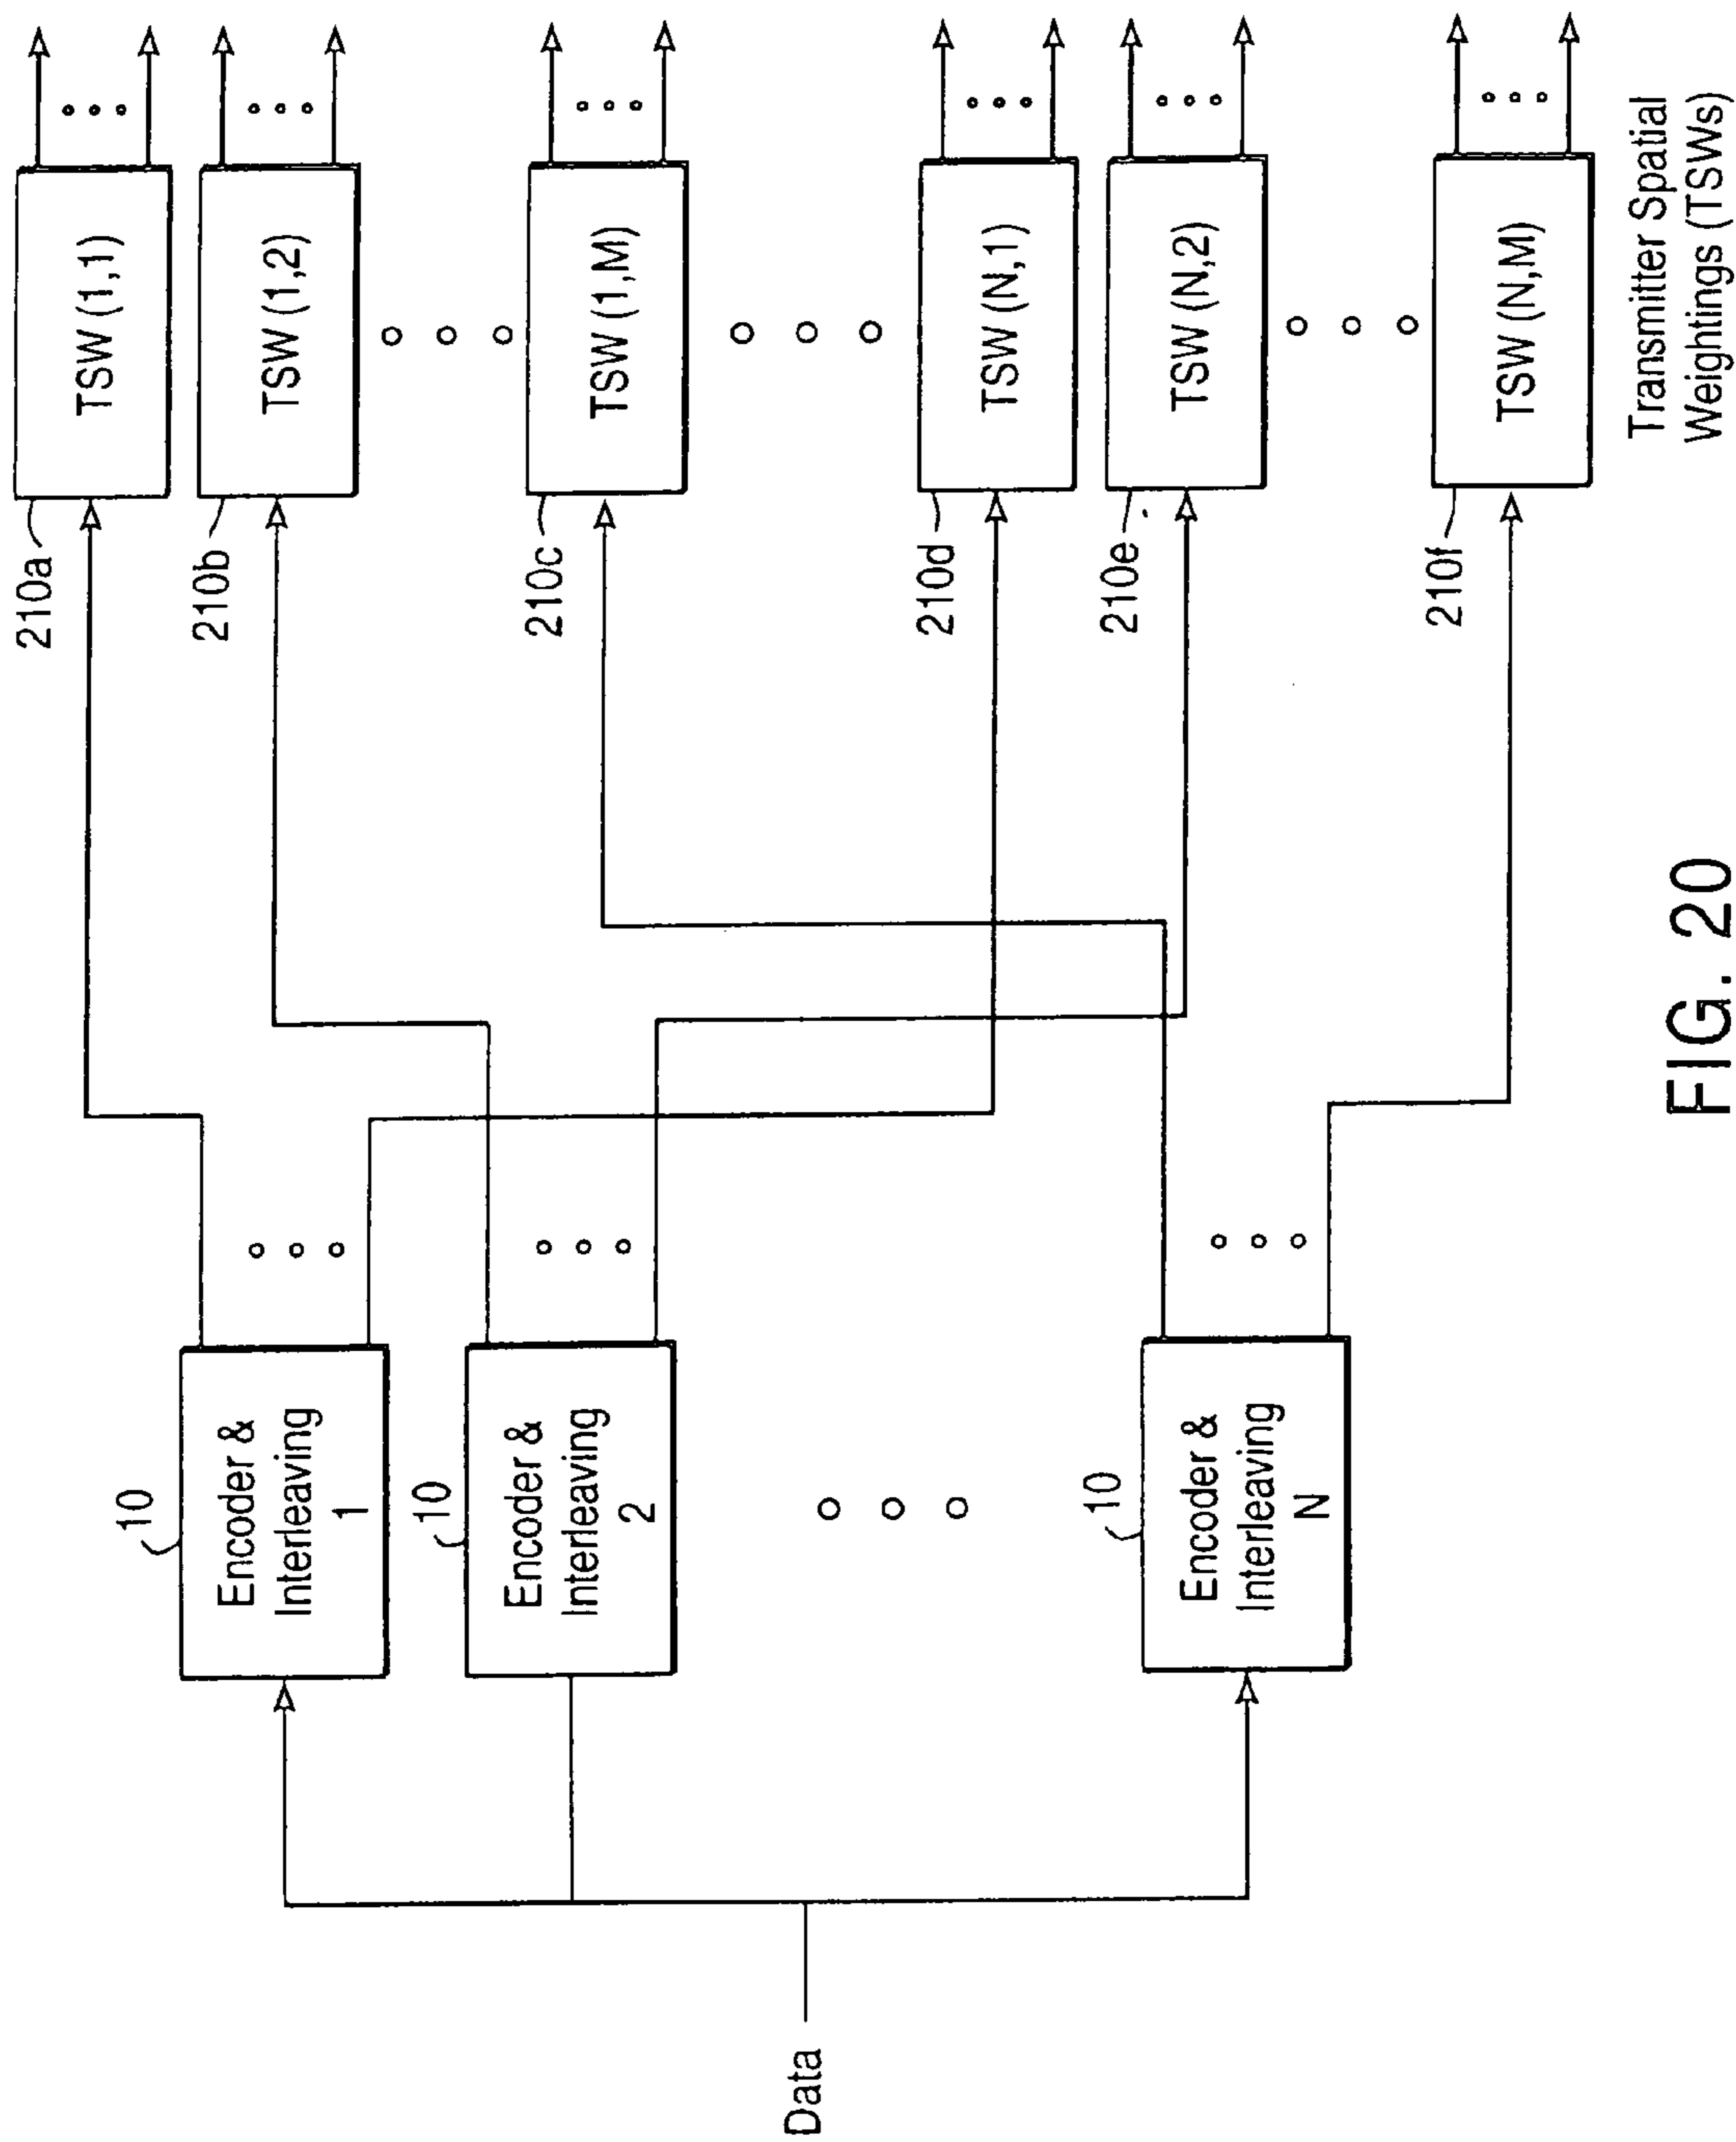 Data
10
Encoder &
Interleaving
1
10
Encoder &
Interleaving
2
10
Encoder &
Interleaving
N
210a
TSW (1,1)
210b
TSW (1,2)
210c
TSW (1,M)
210d
TSW (N,1)
210e
TSW (N,2)
210f
TSW (N,M)
Transmitter Spatial
Weightings (TSWs)
FIG. 20